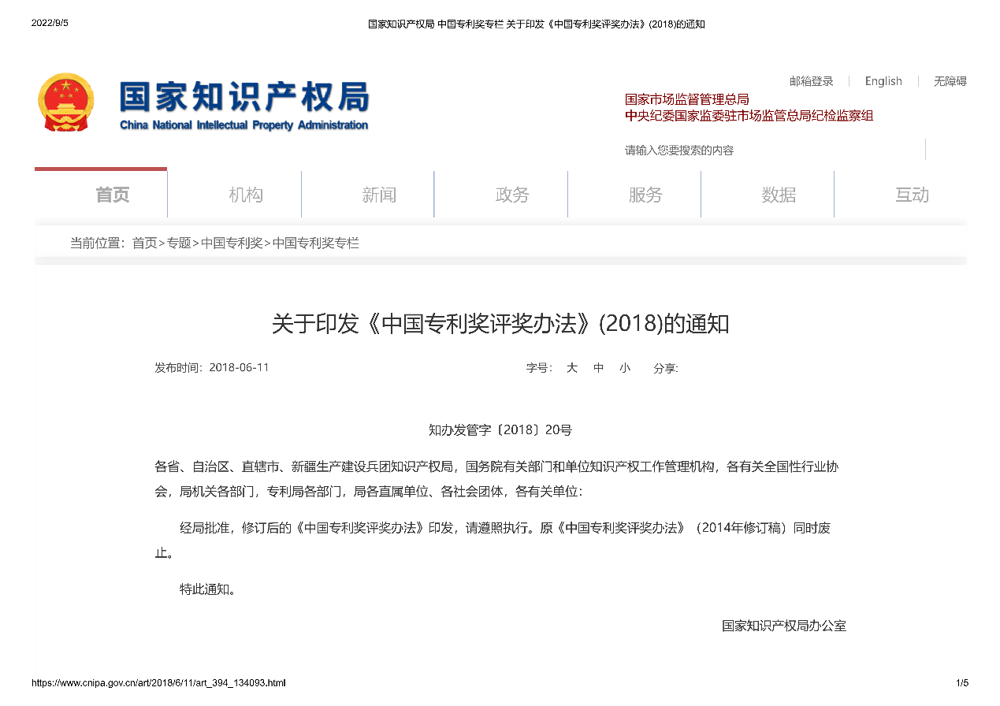 2022/9/5
国家知识产权局 中国专利奖专栏 关于印发《中国专利奖评奖办法》(2018)的通知
邮箱登录 | English | 无障碍
国家知识产权局
China National Intellectual Property Administration
国家市场监督管理总局
中央纪委国家监委驻市场监管总局纪检监察组
请输入您要搜索的内容
首页 机构 新闻 政务 服务 数据 互动
当前位置：首页>专题>中国专利奖>中国专利奖专栏
关于印发《中国专利奖评奖办法》(2018)的通知
发布时间：2018-06-11 字号： 大 中 小 分享:
知办发管字〔2018〕20号
各省、自治区、直辖市、新疆生产建设兵团知识产权局，国务院有关部门和单位知识产权工作管理机构，各有关全国性行业协
会，局机关各部门，专利局各部门，局各直属单位、各社会团体，各有关单位：
经局批准，修订后的《中国专利奖评奖办法》印发，请遵照执行。原《中国专利奖评奖办法》（2014年修订稿）同时废
止。
特此通知。
国家知识产权局办公室
https://www.cnipa.gov.cn/art/2018/6/11/art_394_134093.html
1/5